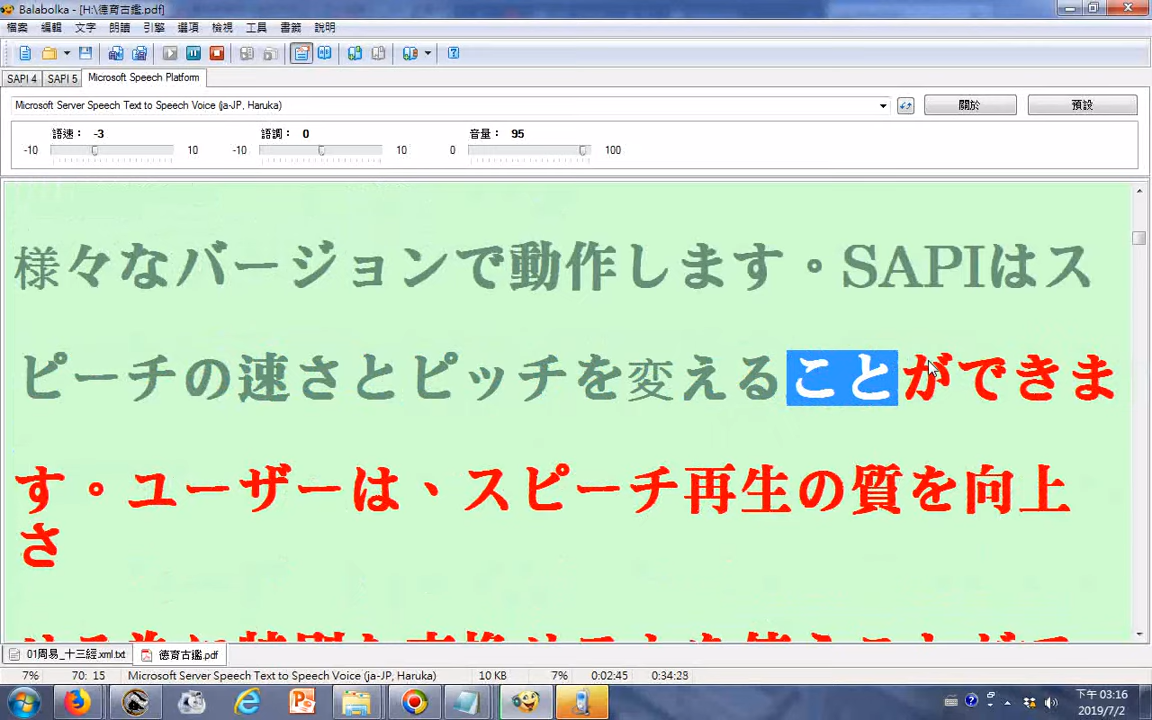 Balabolka - [H:\德育古鑑.pdf]
檔案 編輯 文字 朗讀 引擎 選項 檢視 工具 書籤 說明
SAPI 4 SAPI 5 Microsoft Speech Platform
Microsoft Server Speech Text to Speech Voice (ja-JP, Haruka)
關於 預設
語速： -3 語調： 0 音量： 95
-10 10 -10 10 0 100
様々なバージョンで動作します。SAPIはス
ピーチの速さとピッチを変えることができま
す。ユーザーは、スピーチ再生の質を向上
さ
01周易_十三經.xml.txt 德育古鑑.pdf
7% 70: 15 Microsoft Server Speech Text to Speech Voice (ja-JP, Haruka) 10 KB 7% 0:02:45 0:34:28
下午 03:16
2019/7/2